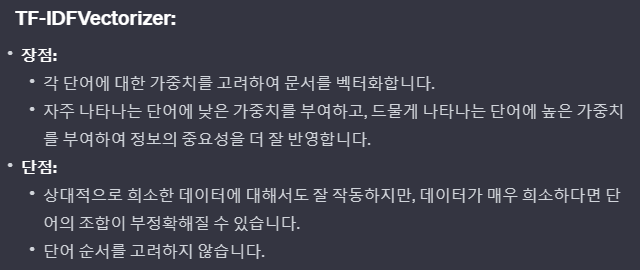 TF-IDFVectorizer:
• 장점:
• 각 단어에 대한 가중치를 고려하여 문서를 벡터화합니다.
• 자주 나타나는 단어에 낮은 가중치를 부여하고, 드물게 나타나는 단어에 높은 가중치
를 부여하여 정보의 중요성을 더 잘 반영합니다.
• 단점:
• 상대적으로 희소한 데이터에 대해서도 잘 작동하지만, 데이터가 매우 희소하다면 단
어의 조합이 부정확해질 수 있습니다.
• 단어 순서를 고려하지 않습니다.